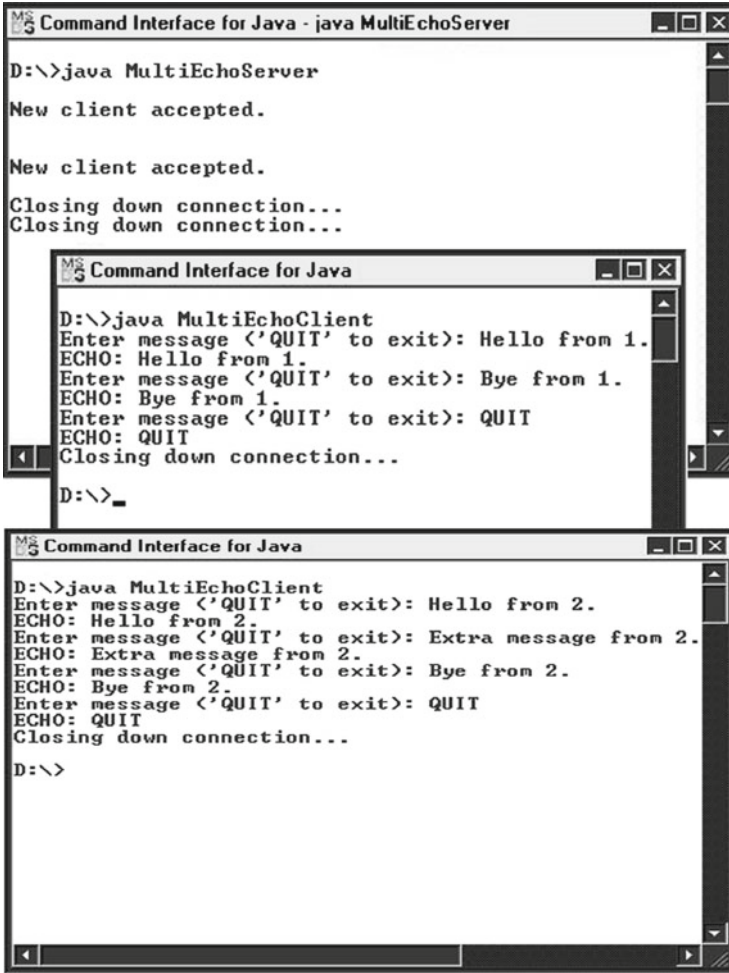 Command Interface for Java - java MultiEchoServer
D:\>java MultiEchoServer
New client accepted.
New client accepted.
Closing down connection...
Closing down connection...
Command Interface for Java
D:\>java MultiEchoClient
Enter message ('QUIT' to exit): Hello from 1.
ECHO: Hello from 1.
Enter message ('QUIT' to exit): Bye from 1.
ECHO: Bye from 1.
Enter message ('QUIT' to exit): QUIT
ECHO: QUIT
Closing down connection...
D:\>_
Command Interface for Java
D:\>java MultiEchoClient
Enter message ('QUIT' to exit): Hello from 2.
ECHO: Hello from 2.
Enter message ('QUIT' to exit): Extra message from 2.
ECHO: Extra message from 2.
Enter message ('QUIT' to exit): Bye from 2.
ECHO: Bye from 2.
Enter message ('QUIT' to exit): QUIT
ECHO: QUIT
Closing down connection...
D:\>